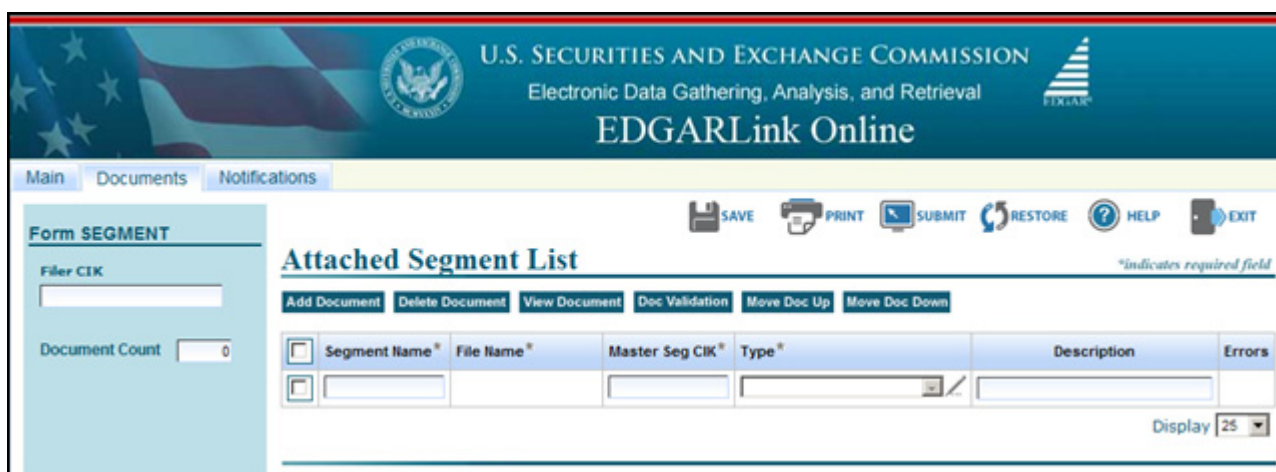 U.S. SECURITIES AND EXCHANGE COMMISSION
Electronic Data Gathering, Analysis, and Retrieval
EDGARLink Online
EDGAR®
Main Documents Notifications
SAVE PRINT SUBMIT RESTORE HELP EXIT
Form SEGMENT
Filer CIK
Document Count 0
Attached Segment List
*indicates required field
Add Document Delete Document View Document Doc Validation Move Doc Up Move Doc Down
Segment Name* File Name* Master Seg CIK* Type* Description Errors
Display 25